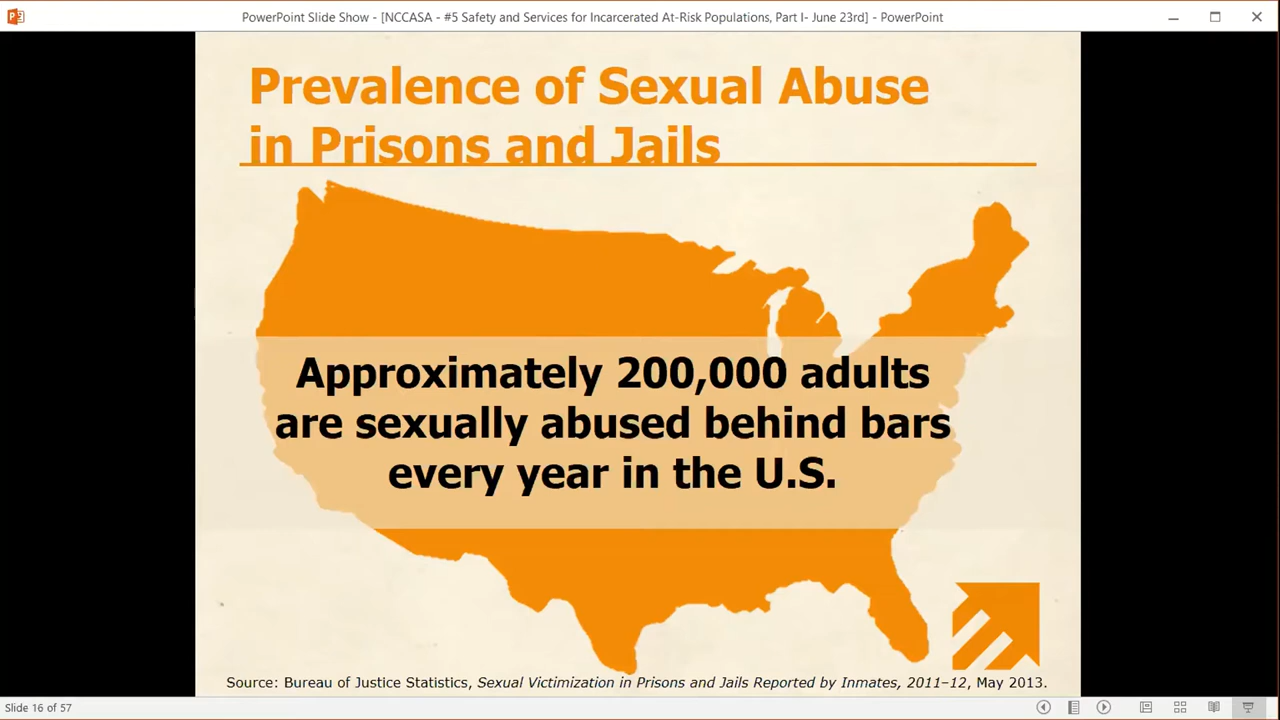 PowerPoint Slide Show - [NCCASA - #5 Safety and Services for Incarcerated At-Risk Populations, Part I- June 23rd] - PowerPoint
Prevalence of Sexual Abuse
in Prisons and Jails
Approximately 200,000 adults
are sexually abused behind bars
every year in the U.S.
Source: Bureau of Justice Statistics, Sexual Victimization in Prisons and Jails Reported by Inmates, 2011–12, May 2013.
Slide 16 of 57